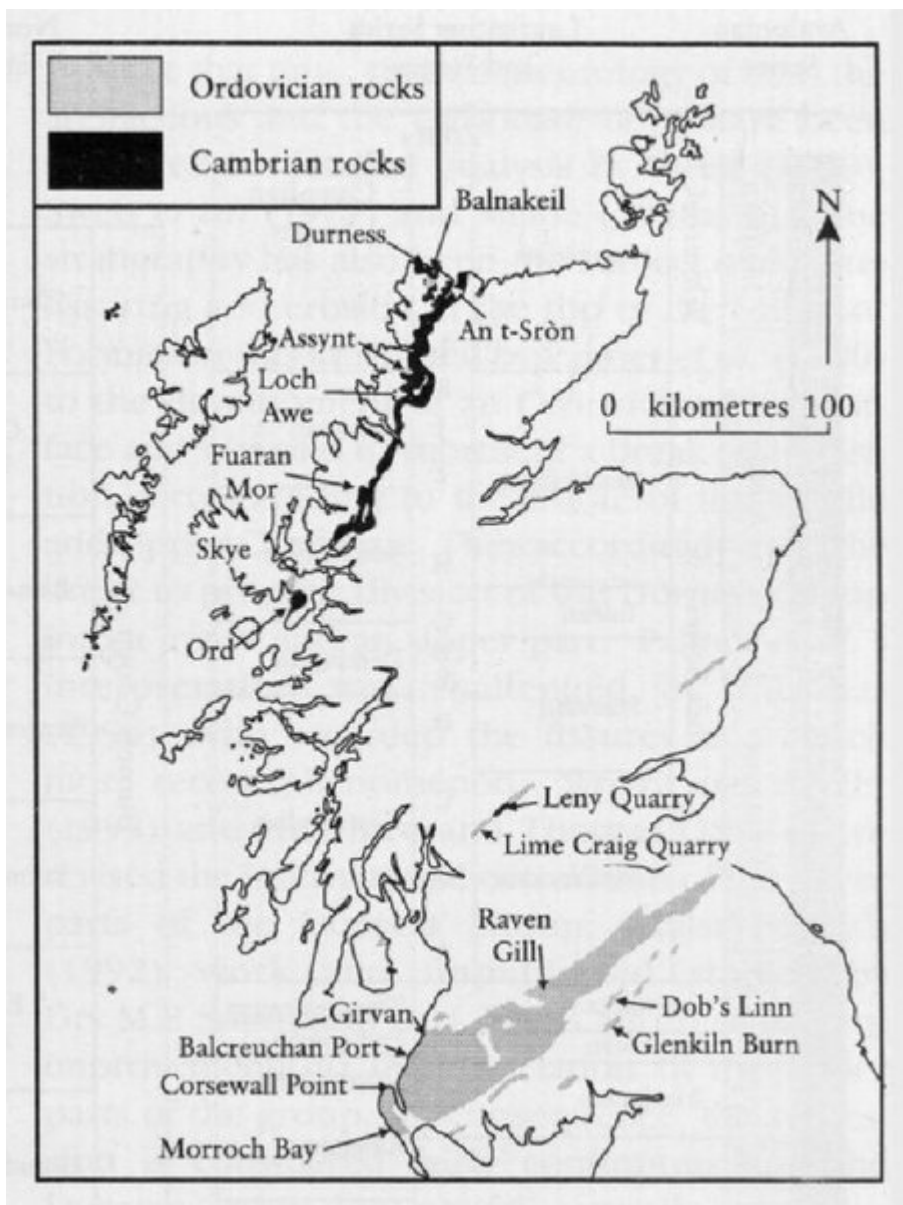 Ordovician rocks
Cambrian rocks
Balnakeil
Durness
N
An t-Sròn
Assynt
Loch
Awe
0 kilometres 100
Fuaran
Mor
Skye
Ord
Leny Quarry
Lime Craig Quarry
Raven
Gill
Dob's Linn
Girvan
Glenkiln Burn
Balcreuchan Port
Corsewall Point
Morroch Bay